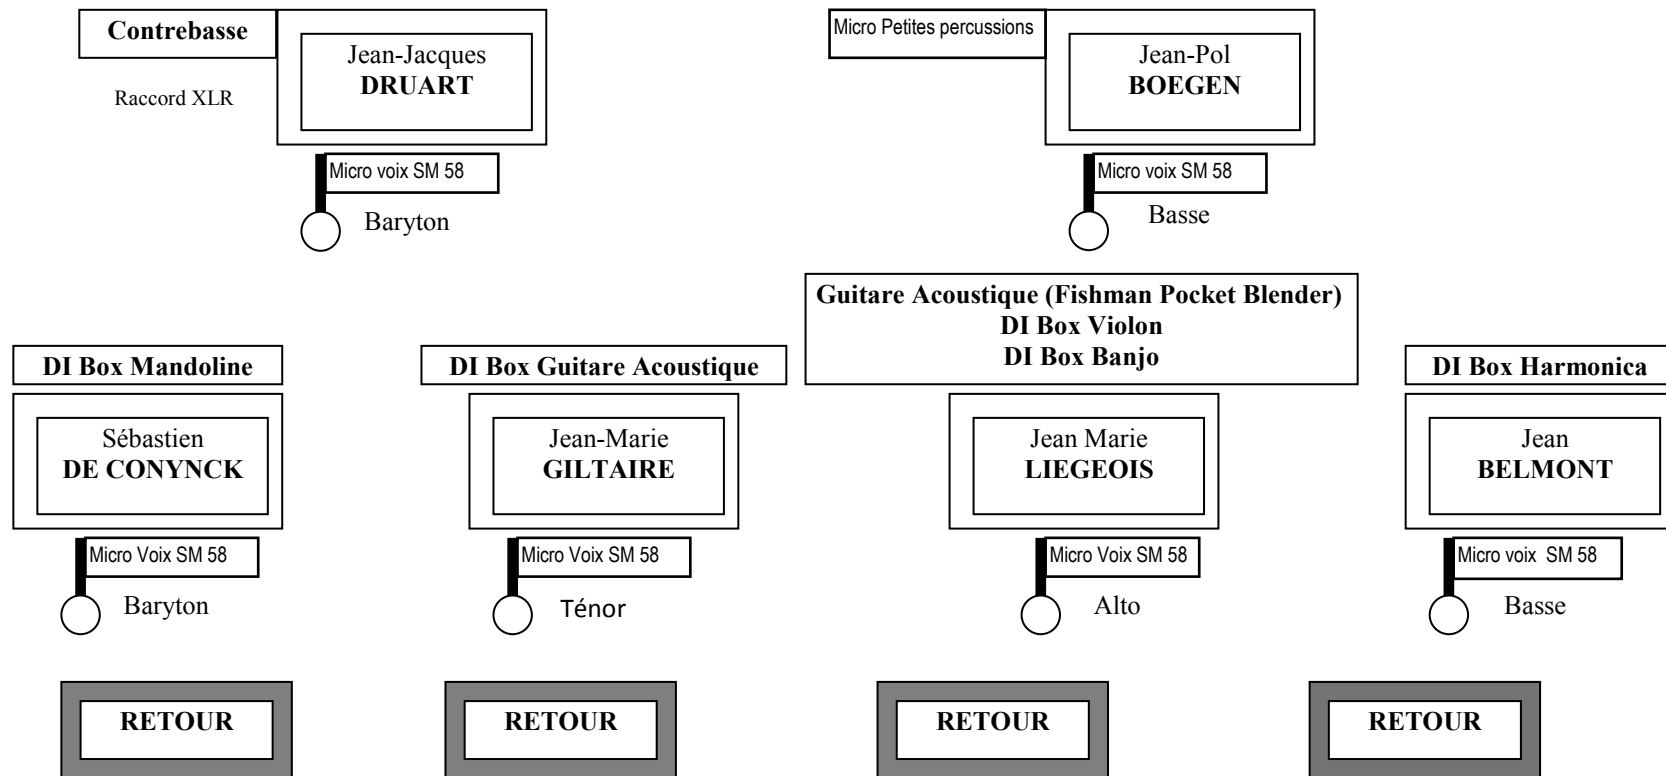 Contrebasse
Jean-Jacques
DRUART
Raccord XLR
Micro voix SM 58
Baryton
Micro Petites percussions
Jean-Pol
BOEGEN
Micro voix SM 58
Basse
DI Box Mandoline
Sébastien
DE CONYNCK
Micro Voix SM 58
Baryton
DI Box Guitare Acoustique
Jean-Marie
GILTAIRE
Micro Voix SM 58
Ténor
Guitare Acoustique (Fishman Pocket Blender)
DI Box Violon
DI Box Banjo
Jean Marie
LIEGEOIS
Micro Voix SM 58
Alto
DI Box Harmonica
Jean
BELMONT
Micro voix  SM 58
Basse
RETOUR
RETOUR
RETOUR
RETOUR